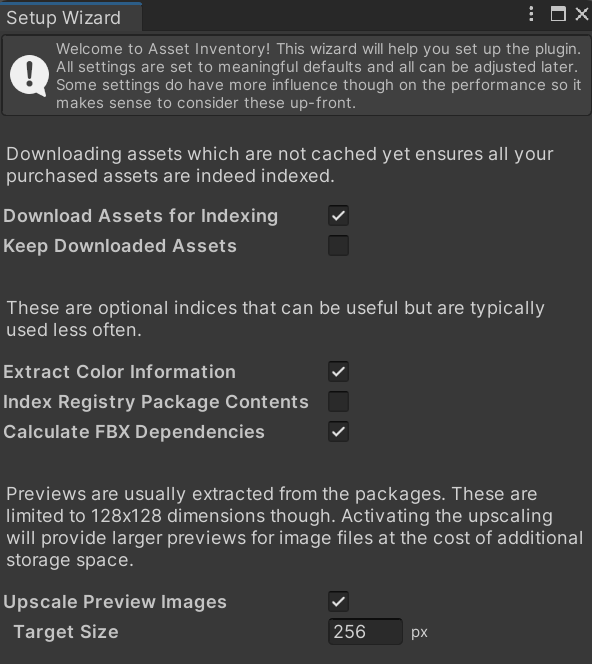 Setup Wizard
Welcome to Asset Inventory! This wizard will help you set up the plugin.
All settings are set to meaningful defaults and all can be adjusted later.
Some settings do have more influence though on the performance so it
makes sense to consider these up-front.
Downloading assets which are not cached yet ensures all your
purchased assets are indeed indexed.
Download Assets for Indexing
Keep Downloaded Assets
These are optional indices that can be useful but are typically
used less often.
Extract Color Information
Index Registry Package Contents
Calculate FBX Dependencies
Previews are usually extracted from the packages. These are
limited to 128x128 dimensions though. Activating the upscaling
will provide larger previews for image files at the cost of additional
storage space.
Upscale Preview Images
Target Size 256 px